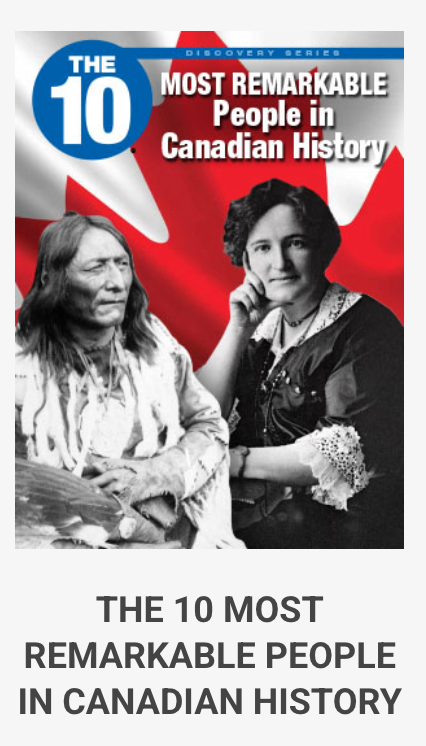 DISCOVERY SERIES
THE
10
MOST REMARKABLE
People in
Canadian History
THE 10 MOST
REMARKABLE PEOPLE
IN CANADIAN HISTORY